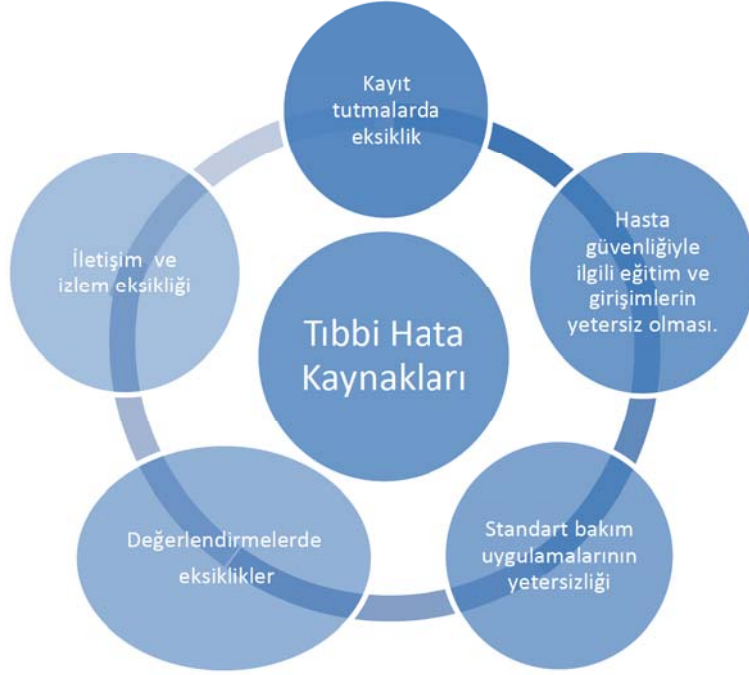 Kayıt
tutmalarda
eksiklik
Hasta
güvenliğiyle
ilgili eğitim ve
girişimlerin
yetersiz olması.
Standart bakım
uygulamalarının
yetersizliği
Değerlendirmelerde
eksiklikler
İletişim ve
izlem eksikliği
Tıbbi Hata
Kaynakları